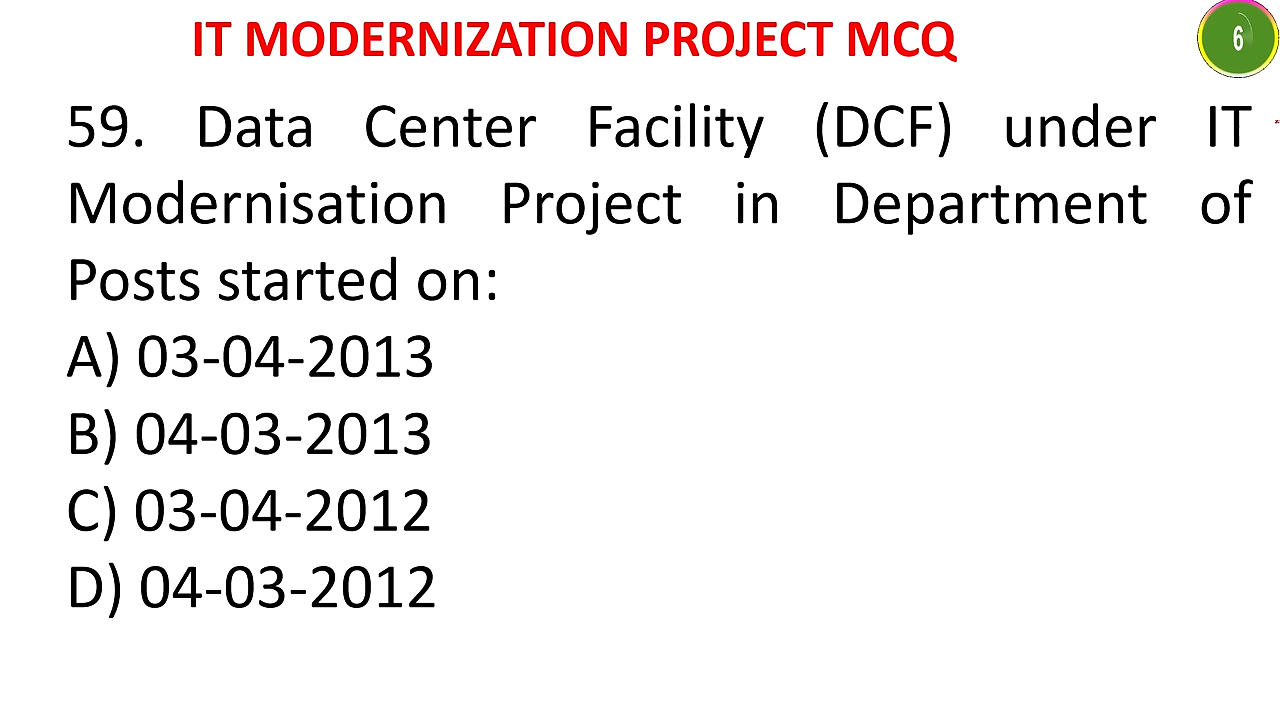 IT MODERNIZATION PROJECT MCQ
6
59. Data Center Facility (DCF) under IT
Modernisation Project in Department of
Posts started on:
A) 03-04-2013
B) 04-03-2013
C) 03-04-2012
D) 04-03-2012